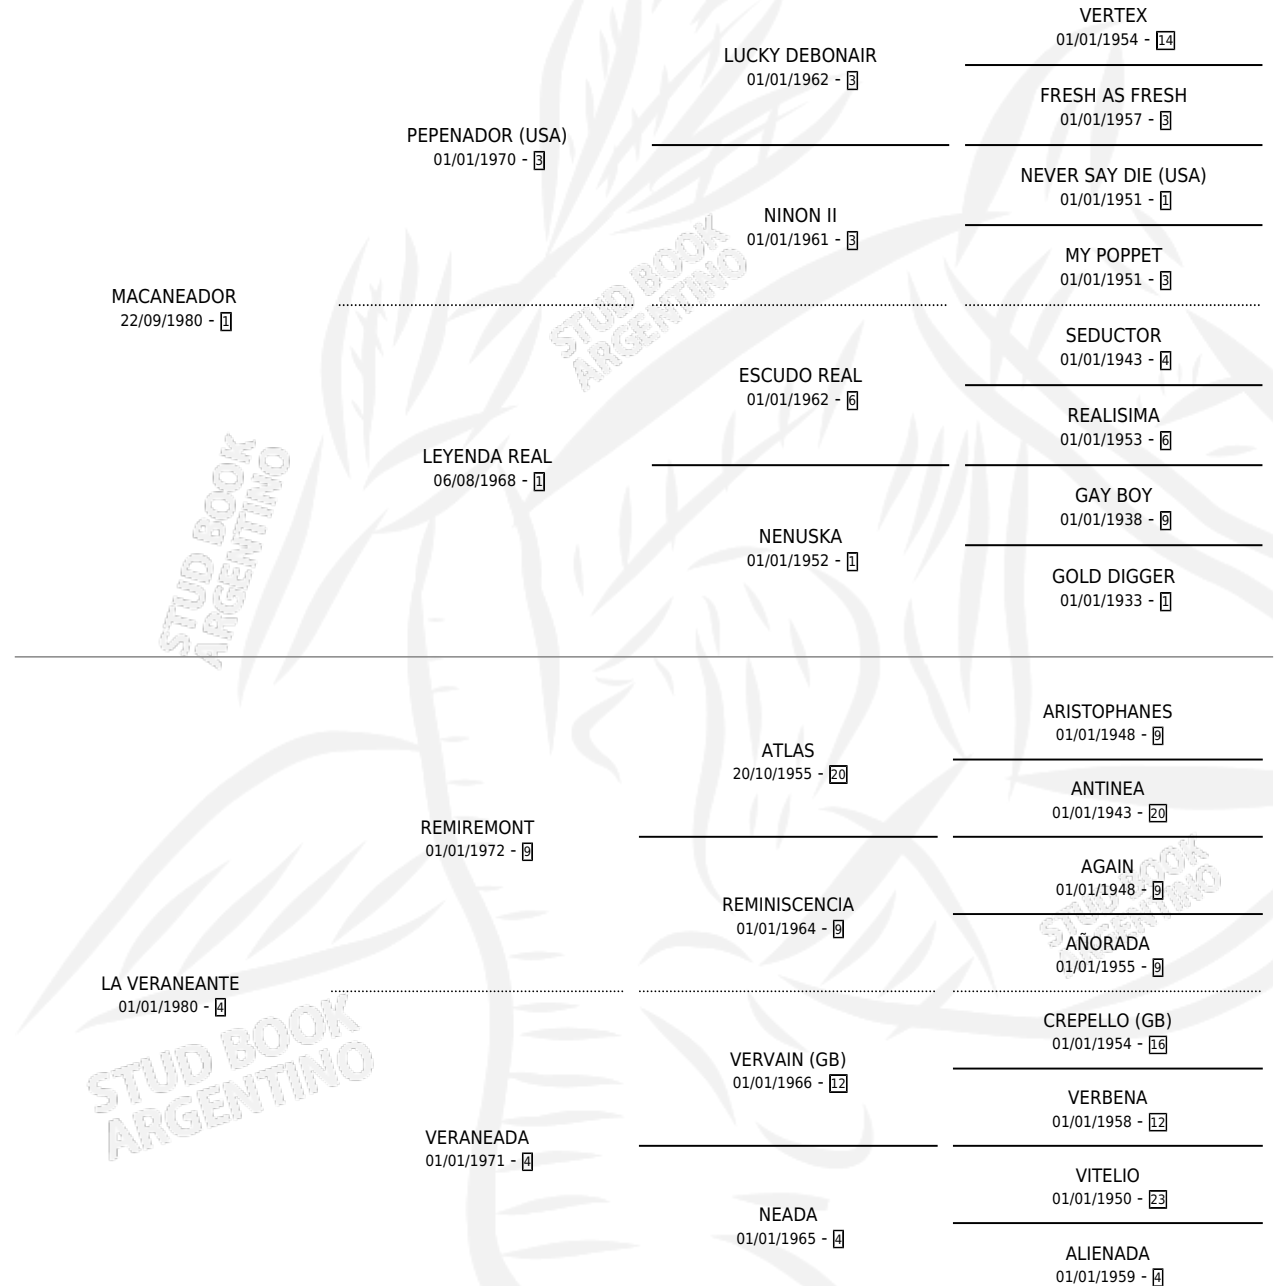 VERTEX
01/01/1954 - 14
LUCKY DEBONAIR
01/01/1962 - 3
FRESH AS FRESH
01/01/1957 - 3
PEPENADOR (USA)
01/01/1970 - 3
NEVER SAY DIE (USA)
01/01/1951 - 1
NINON II
01/01/1961 - 3
MY POPPET
01/01/1951 - 3
MACANEADOR
22/09/1980 - 1
SEDUCTOR
01/01/1943 - 4
ESCUDO REAL
01/01/1962 - 6
REALISIMA
01/01/1953 - 6
LEYENDA REAL
06/08/1968 - 1
GAY BOY
01/01/1938 - 9
NENUSKA
01/01/1952 - 1
GOLD DIGGER
01/01/1933 - 1
STUD BOOK
ARGENTINO
STUD BOOK
ARGENTINO
ARISTOPHANES
01/01/1948 - 9
ATLAS
20/10/1955 - 20
ANTINEA
01/01/1943 - 20
REMIREMONT
01/01/1972 - 9
AGAIN
01/01/1948 - 9
REMINISCENCIA
01/01/1964 - 9
AÑORADA
01/01/1955 - 9
LA VERANEANTE
01/01/1980 - 4
CREPELLO (GB)
01/01/1954 - 16
VERVAIN (GB)
01/01/1966 - 12
VERBENA
01/01/1958 - 12
VERANEADA
01/01/1971 - 4
VITELIO
01/01/1950 - 23
NEADA
01/01/1965 - 4
ALIENADA
01/01/1959 - 4
STUD BOOK
ARGENTINO
STUD BOOK
ARGENTINO